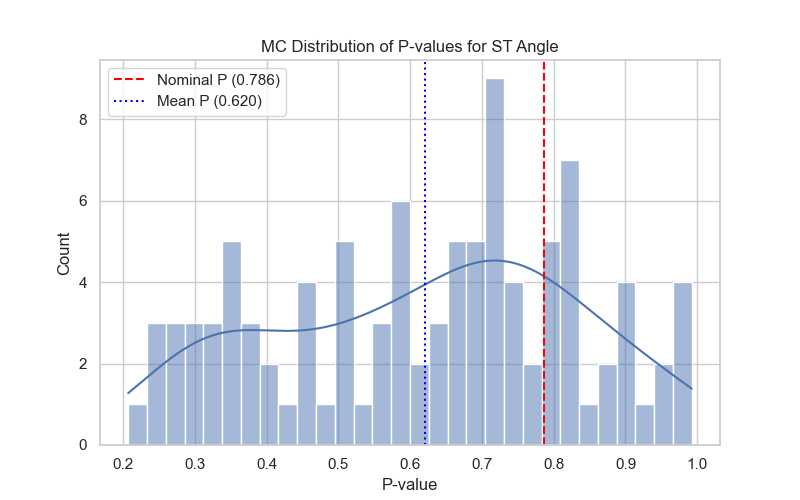 MC Distribution of P-values for ST Angle
Nominal P (0.786)
Mean P (0.620)
Count
8
6
4
2
0
0.2 0.3 0.4 0.5 0.6 0.7 0.8 0.9 1.0
P-value